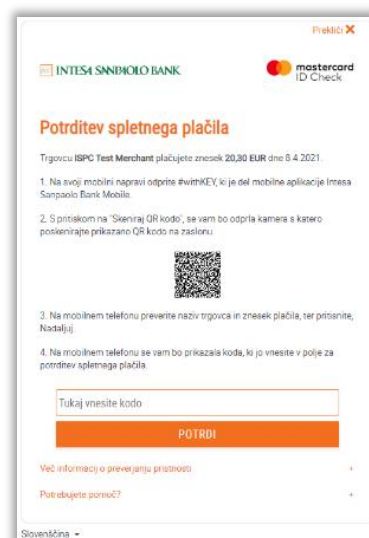 Prekliči
INTESA SANPAOLO BANK
mastercard
ID Check
Potrditev spletnega plačila
Trgovcu ISPC Test Merchant plačujete znesek 20,30 EUR dne 8.4.2021.
1. Na svoji mobilni napravi odprite #withKEY, ki je del mobilne aplikacije Intesa
Sanpaolo Bank Mobile.
2. S pritiskom na "Skeniraj QR kodo", se vam bo odprla kamera s katero
poskenirajte prikazano QR kodo na zaslonu.
3. Na mobilnem telefonu preverite naziv trgovca in znesek plačila, ter pritisnite,
Nadaljuj.
4. Na mobilnem telefonu se vam bo prikazala koda, ki jo vnesite v polje za
potrditev spletnega plačila.
Tukaj vnesite kodo
POTRDI
Več informacij o preverjanju pristnosti +
Potrebujete pomoč? +
Slovenščina